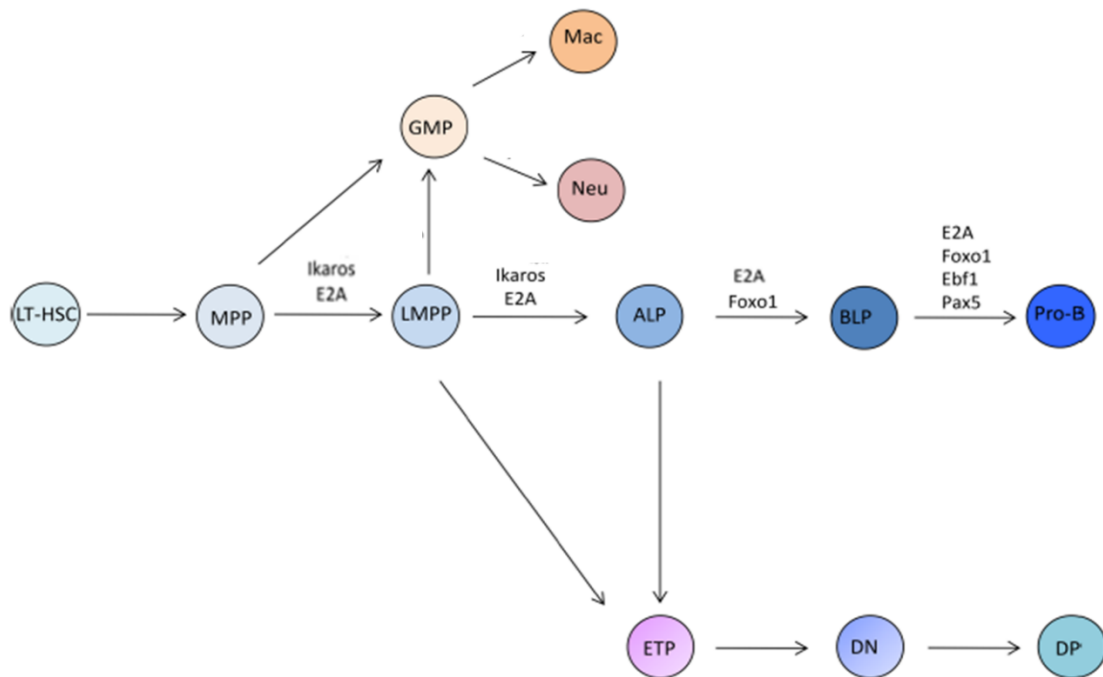 Mac
GMP
Neu
Ikaros
E2A
Ikaros
E2A
E2A
Foxo1
E2A
Foxo1
Ebf1
Pax5
LT-HSC
MPP
LMPP
ALP
BLP
Pro-B
ETP
DN
DP